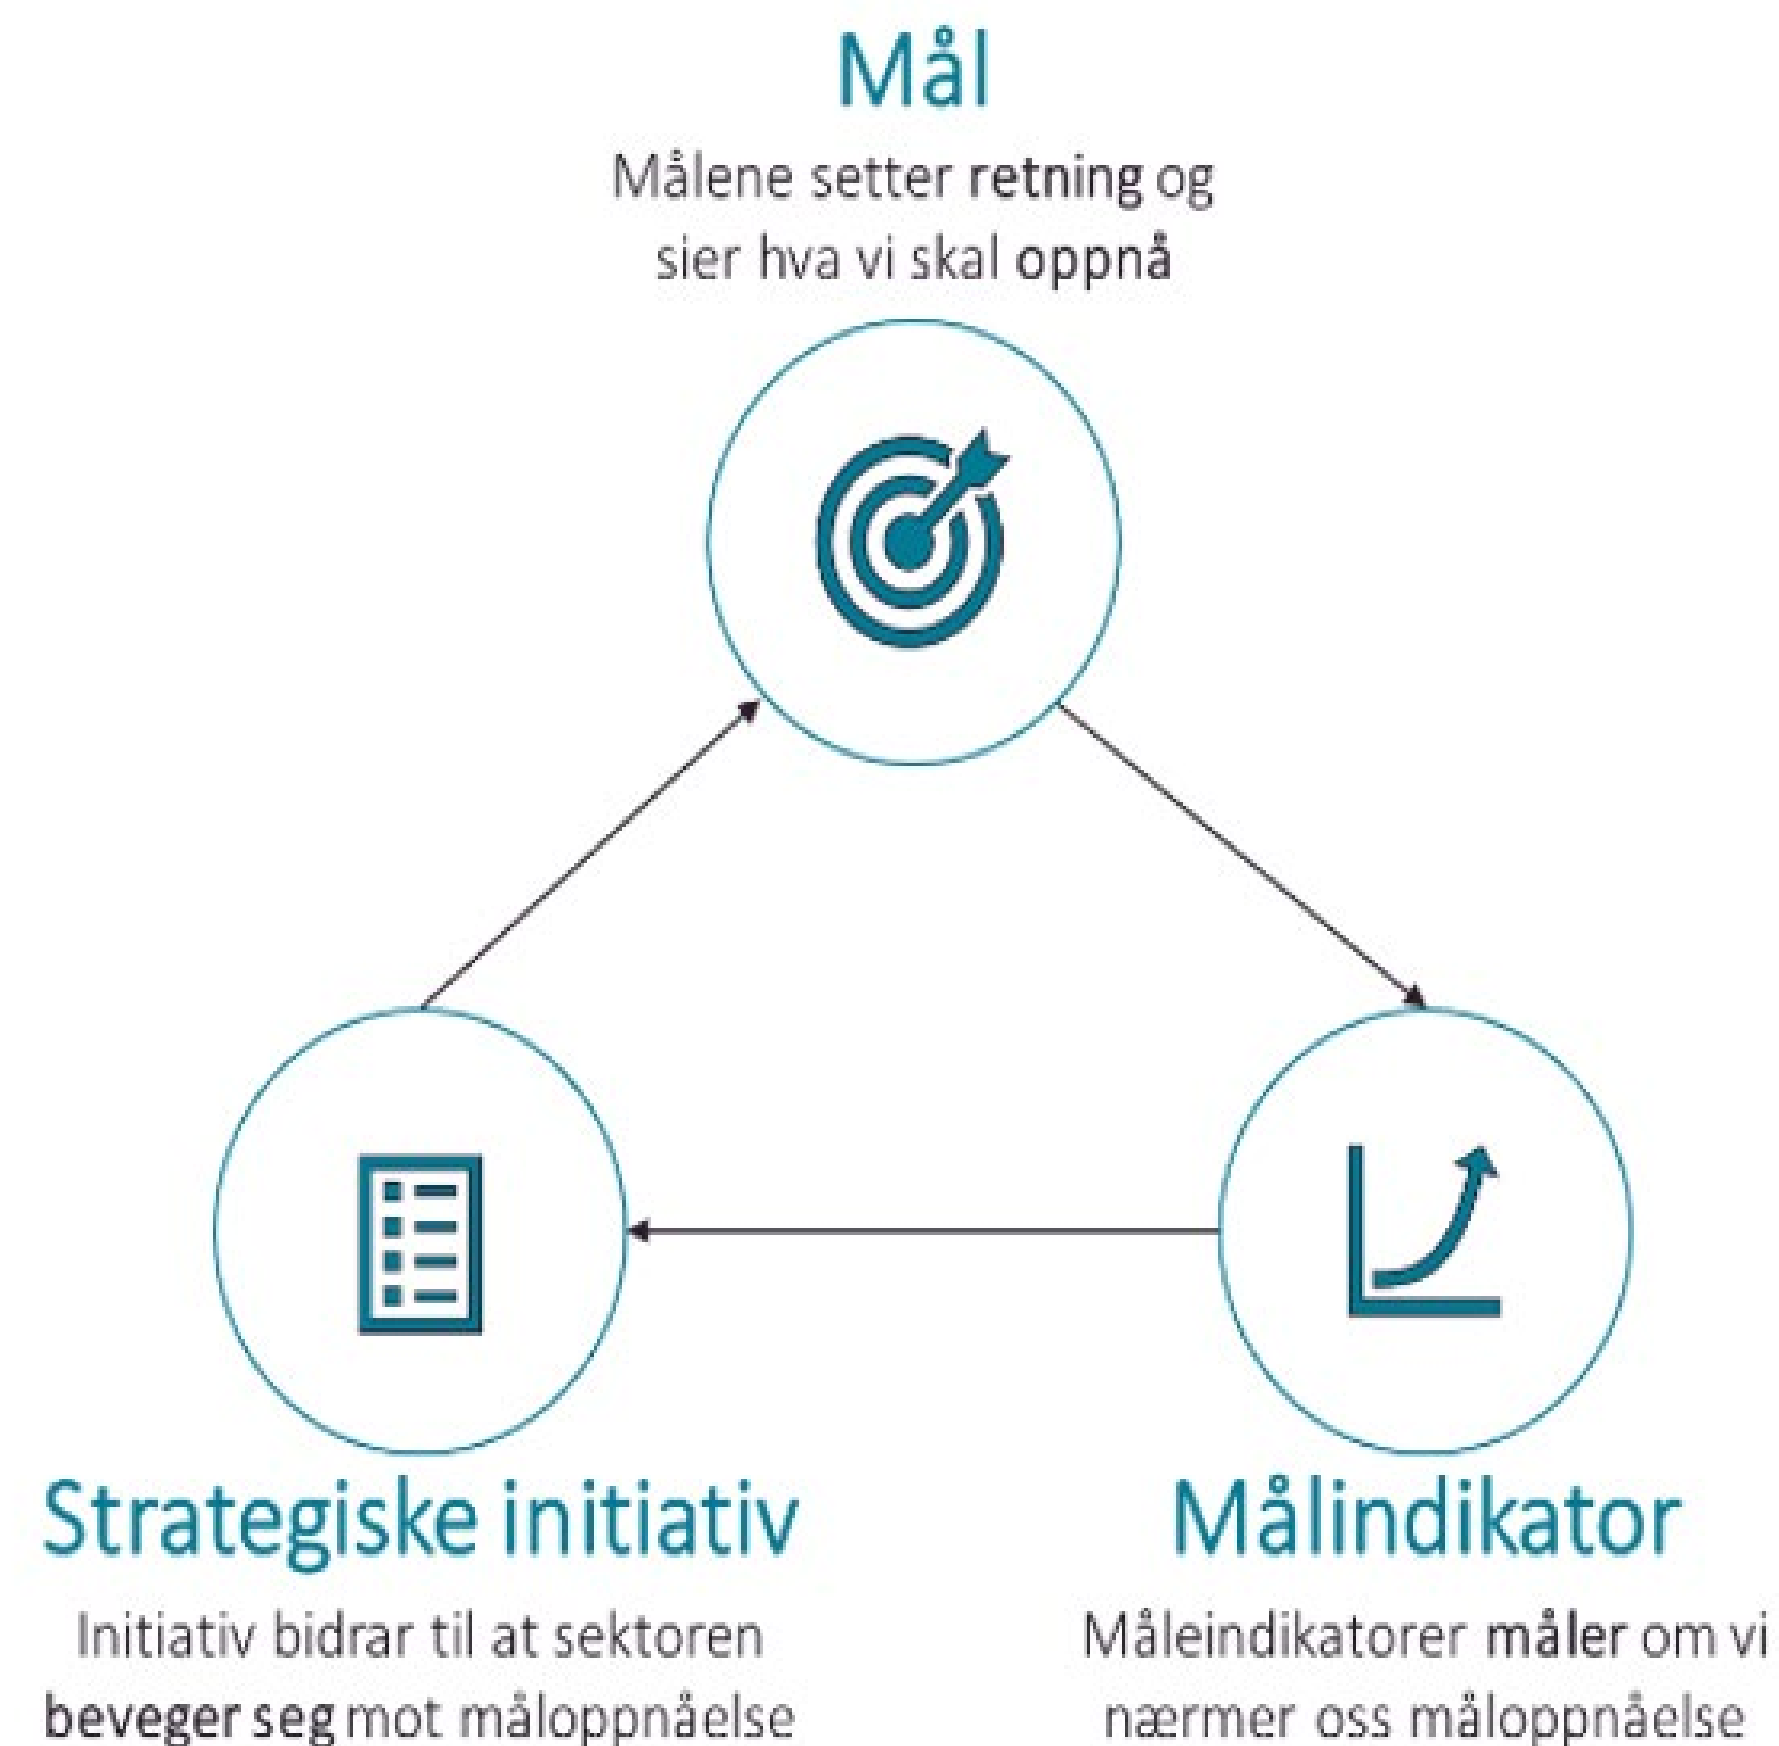 Mål
Målene setter retning og
sier hva vi skal oppnå
Strategiske initiativ
Initiativ bidrar til at sektoren
beveger seg mot måloppnåelse
Målindikator
Måleindikatorer måler om vi
nærmer oss måloppnåelse